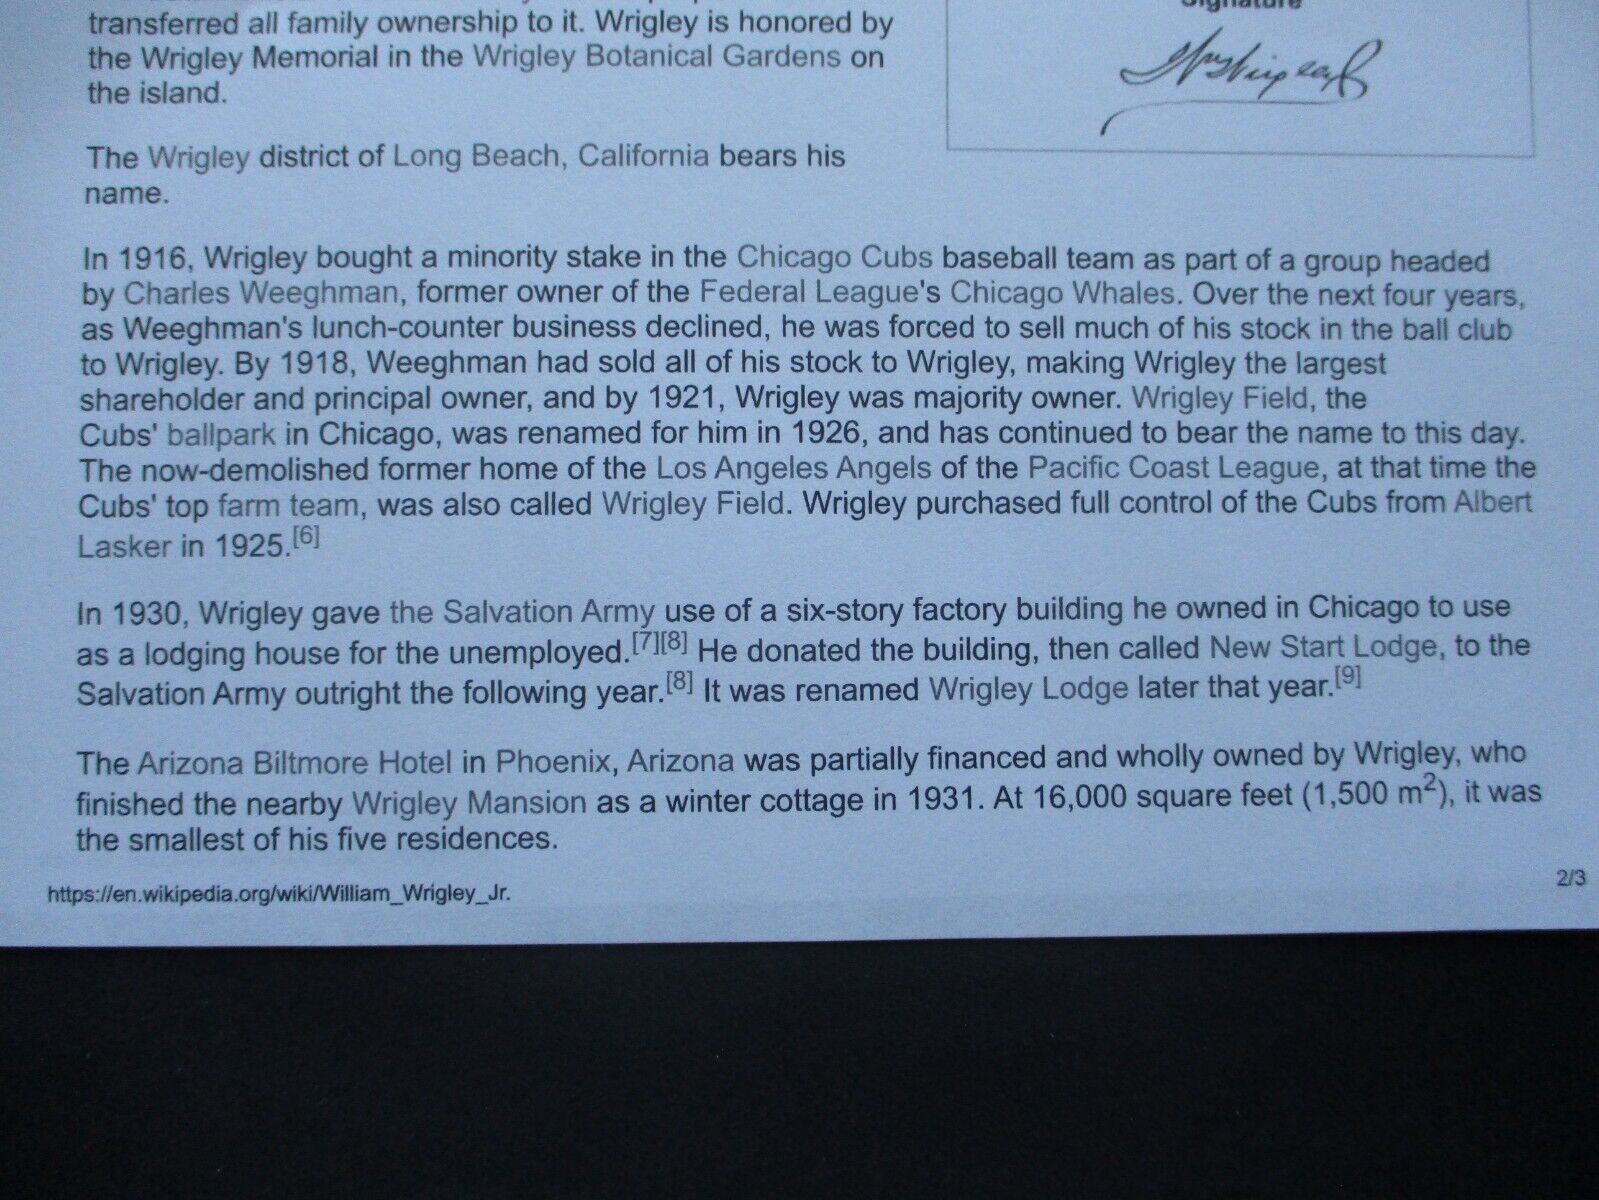 transferred all family ownership to it. Wrigley is honored by
the Wrigley Memorial in the Wrigley Botanical Gardens on
the island.
Signature
The Wrigley district of Long Beach, California bears his
name.
In 1916, Wrigley bought a minority stake in the Chicago Cubs baseball team as part of a group headed
by Charles Weeghman, former owner of the Federal League's Chicago Whales. Over the next four years,
as Weeghman's lunch-counter business declined, he was forced to sell much of his stock in the ball club
to Wrigley. By 1918, Weeghman had sold all of his stock to Wrigley, making Wrigley the largest
shareholder and principal owner, and by 1921, Wrigley was majority owner. Wrigley Field, the
Cubs' ballpark in Chicago, was renamed for him in 1926, and has continued to bear the name to this day.
The now-demolished former home of the Los Angeles Angels of the Pacific Coast League, at that time the
Cubs' top farm team, was also called Wrigley Field. Wrigley purchased full control of the Cubs from Albert
Lasker in 1925.[6]
In 1930, Wrigley gave the Salvation Army use of a six-story factory building he owned in Chicago to use
as a lodging house for the unemployed.[7][8] He donated the building, then called New Start Lodge, to the
Salvation Army outright the following year.[8] It was renamed Wrigley Lodge later that year.[9]
The Arizona Biltmore Hotel in Phoenix, Arizona was partially financed and wholly owned by Wrigley, who
finished the nearby Wrigley Mansion as a winter cottage in 1931. At 16,000 square feet (1,500 m²), it was
the smallest of his five residences.
https://en.wikipedia.org/wiki/William_Wrigley_Jr.
2/3